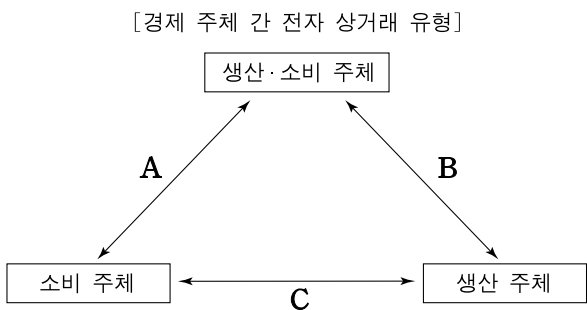 [경제 주체 간 전자 상거래 유형]
생산·소비 주체
A
B
소비 주체
생산 주체
C